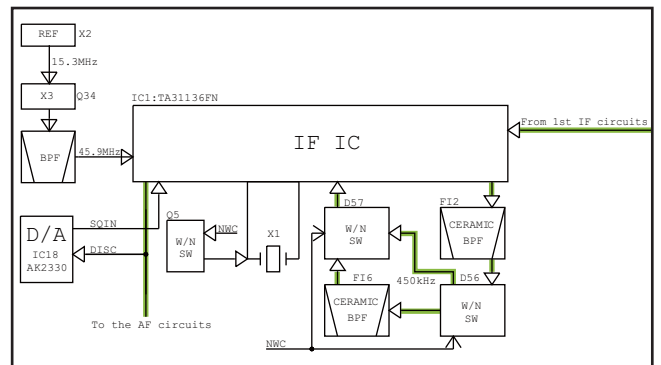 REF
X2
15.3MHz
X3
Q34
IC1:TA31136FN
From 1st IF circuits
IF IC
BPF
45.9MHz
D57
FI2
Q5
SQIN
NWC
X1
W/N
SW
W/N
SW
CERAMIC
BPF
D/A
IC18
AK2330
DISC
FI6
450kHz
D56
CERAMIC
BPF
W/N
SW
To the AF circuits
NWC